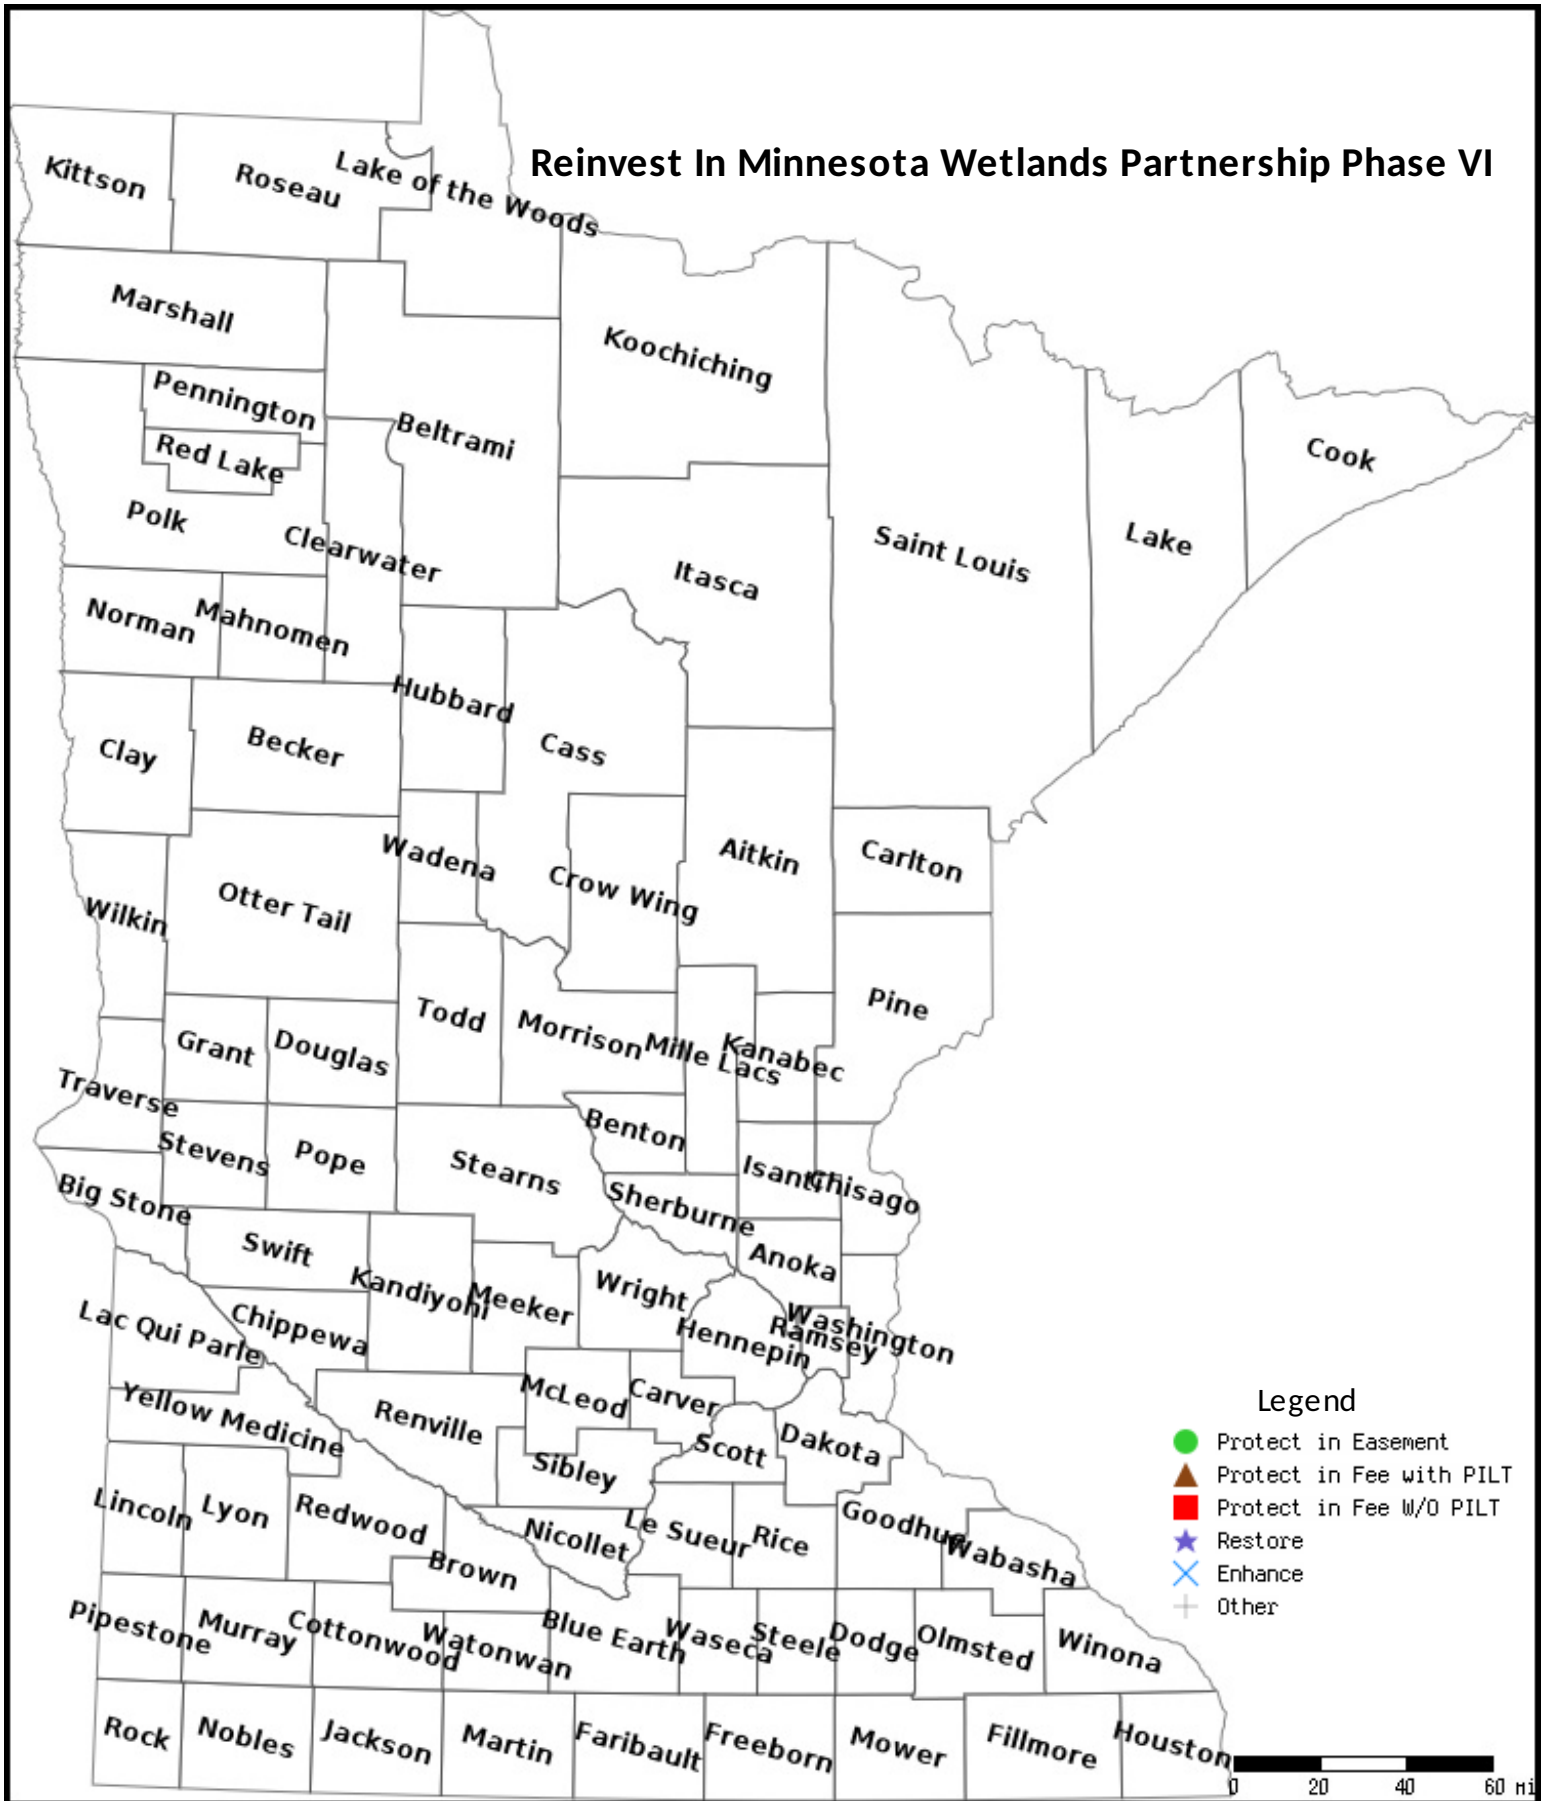 Reinvest In Minnesota Wetlands Partnership Phase VI
Kittson
Roseau
Lake of the Woods
Marshall
Koochiching
Pennington
Beltrami
Red Lake
Cook
Polk
Clearwater
Saint Louis
Lake
Itasca
Norman
Mahnomen
Hubbard
Clay
Becker
Cass
Wadena
Aitkin
Carlton
Crow Wing
Otter Tail
Wilkin
Pine
Todd
Morrison
Mille Lacs
Kanabec
Grant
Douglas
Traverse
Benton
Stevens
Pope
Stearns
Isanti
Chisago
Big Stone
Sherburne
Swift
Anoka
Kandiyohi
Meeker
Wright
Washington
Ramsey
Hennepin
Lac Qui Parle
Chippewa
McLeod
Carver
Yellow Medicine
Renville
Scott
Dakota
Sibley
Legend
Protect in Easement
Protect in Fee with PILT
Protect in Fee W/O PILT
Restore
Enhance
Other
Lincoln
Lyon
Redwood
Nicollet
Le Sueur
Rice
Goodhue
Wabasha
Brown
Pipestone
Murray
Cottonwood
Watonwan
Blue Earth
Waseca
Steele
Dodge
Olmsted
Winona
Rock
Nobles
Jackson
Martin
Faribault
Freeborn
Mower
Fillmore
Houston
0 20 40 60 mi